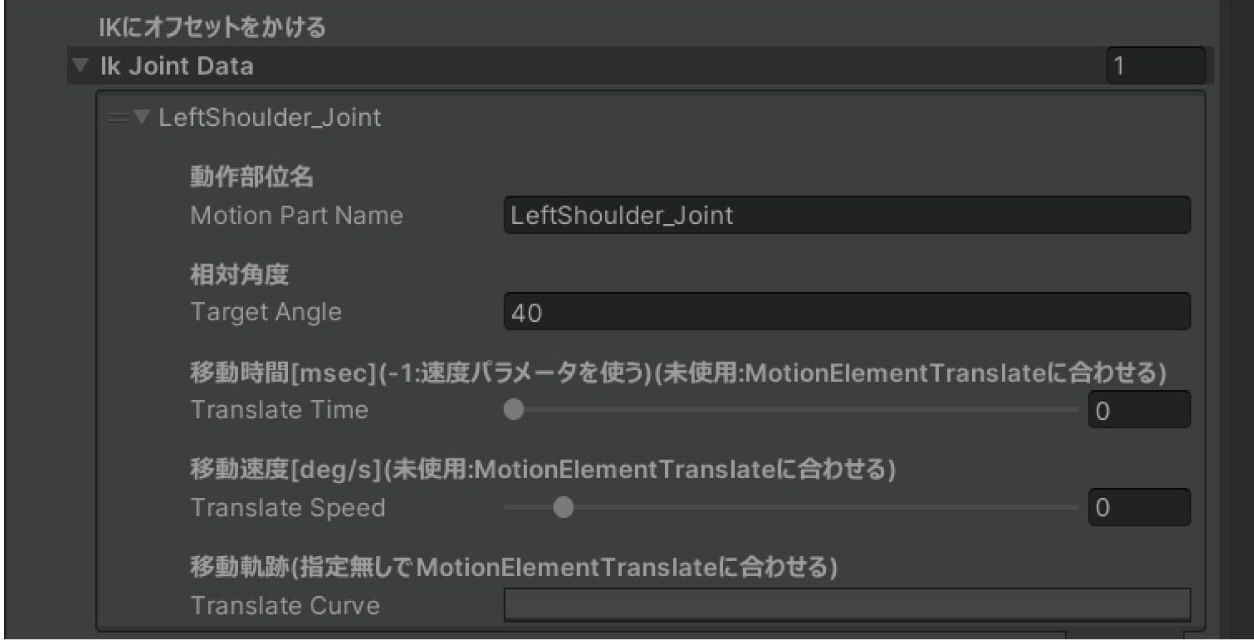 IKにオフセットをかける
Ik Joint Data 1
LeftShoulder_Joint
動作部位名
Motion Part Name LeftShoulder_Joint
相対角度
Target Angle 40
移動時間[msec](-1:速度パラメータを使う)(未使用:MotionElementTranslateに合わせる)
Translate Time 0
移動速度[deg/s](未使用:MotionElementTranslateに合わせる)
Translate Speed 0
移動軌跡(指定無しでMotionElementTranslateに合わせる)
Translate Curve